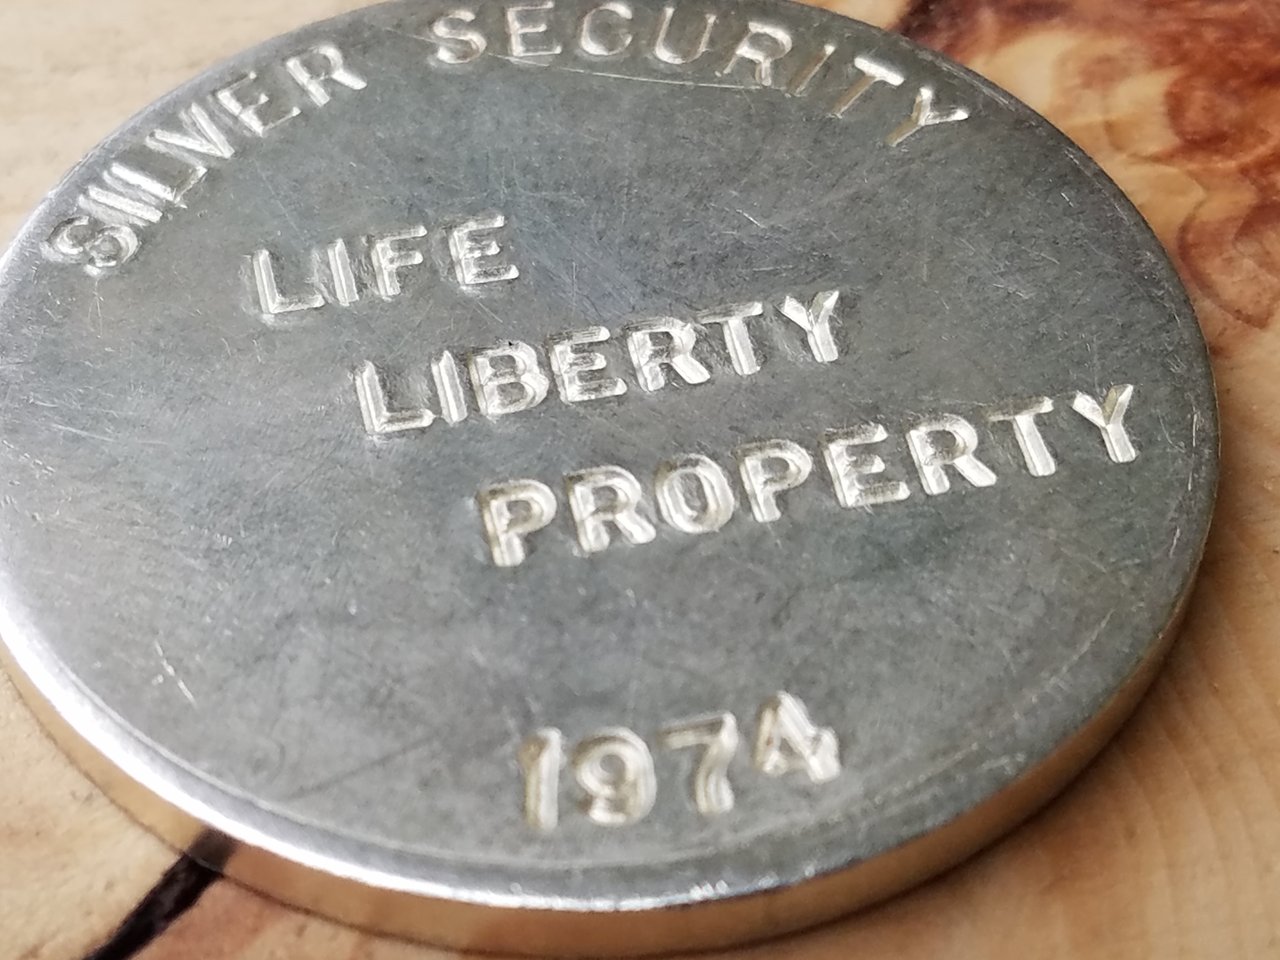 SILVER SECURITY
LIFE
LIBERTY
PROPERTY
1974